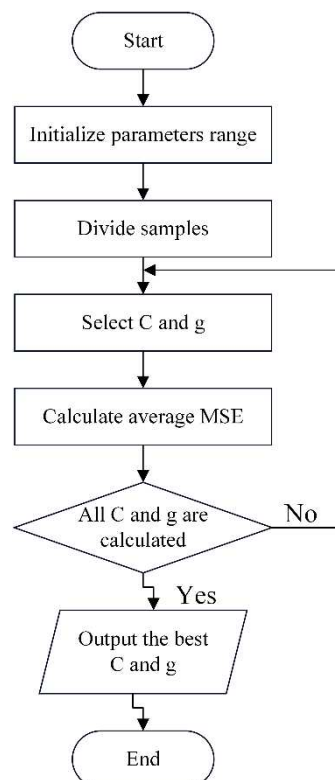 Start
Initialize parameters range
Divide samples
Select C and g
Calculate average MSE
All C and g are
calculated
No
Yes
Output the best
C and g
End